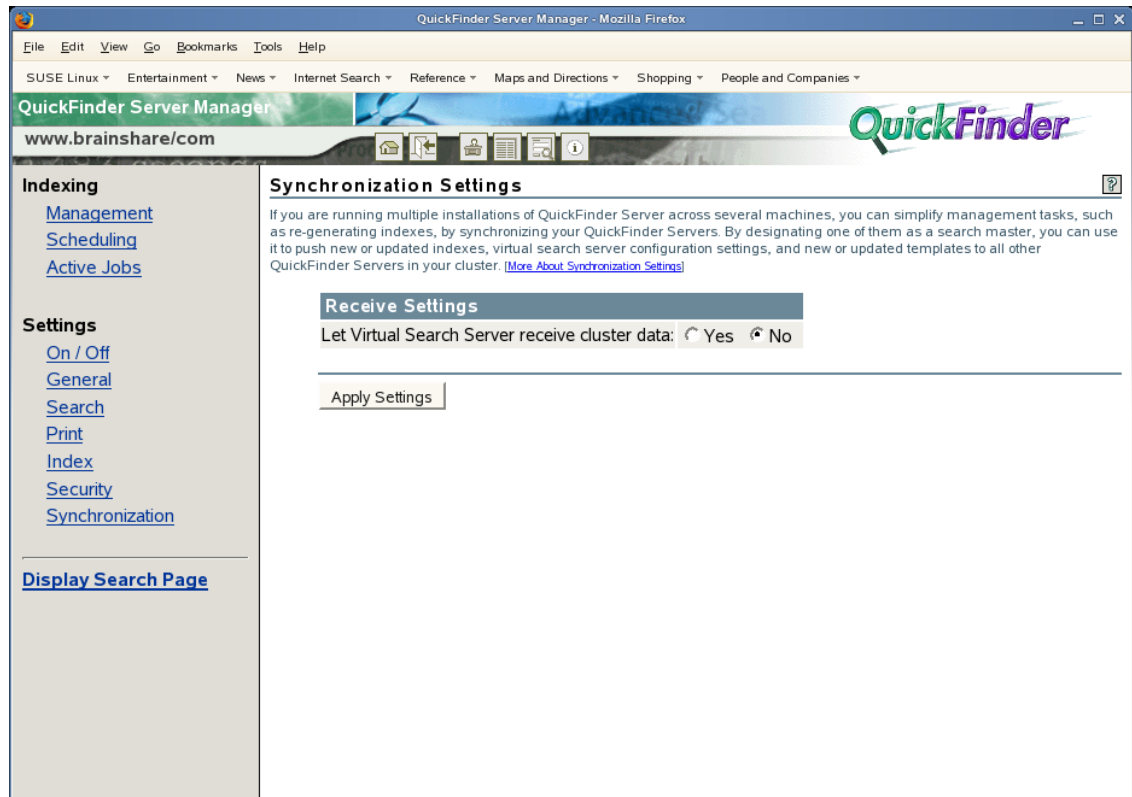 QuickFinder Server Manager - Mozilla Firefox
File Edit View Go Bookmarks Tools Help
SUSE Linux Entertainment News Internet Search Reference Maps and Directions Shopping People and Companies
QuickFinder Server Manager
Advanced Sea
QuickFinder
www.brainshare/com
Indexing
Management
Scheduling
Active Jobs
Settings
On / Off
General
Search
Print
Index
Security
Synchronization
Display Search Page
Synchronization Settings
If you are running multiple installations of QuickFinder Server across several machines, you can simplify management tasks, such
as re-generating indexes, by synchronizing your QuickFinder Servers. By designating one of them as a search master, you can use
it to push new or updated indexes, virtual search server configuration settings, and new or updated templates to all other
QuickFinder Servers in your cluster. [More About Synchronization Settings]
Receive Settings
Let Virtual Search Server receive cluster data: Yes No
Apply Settings